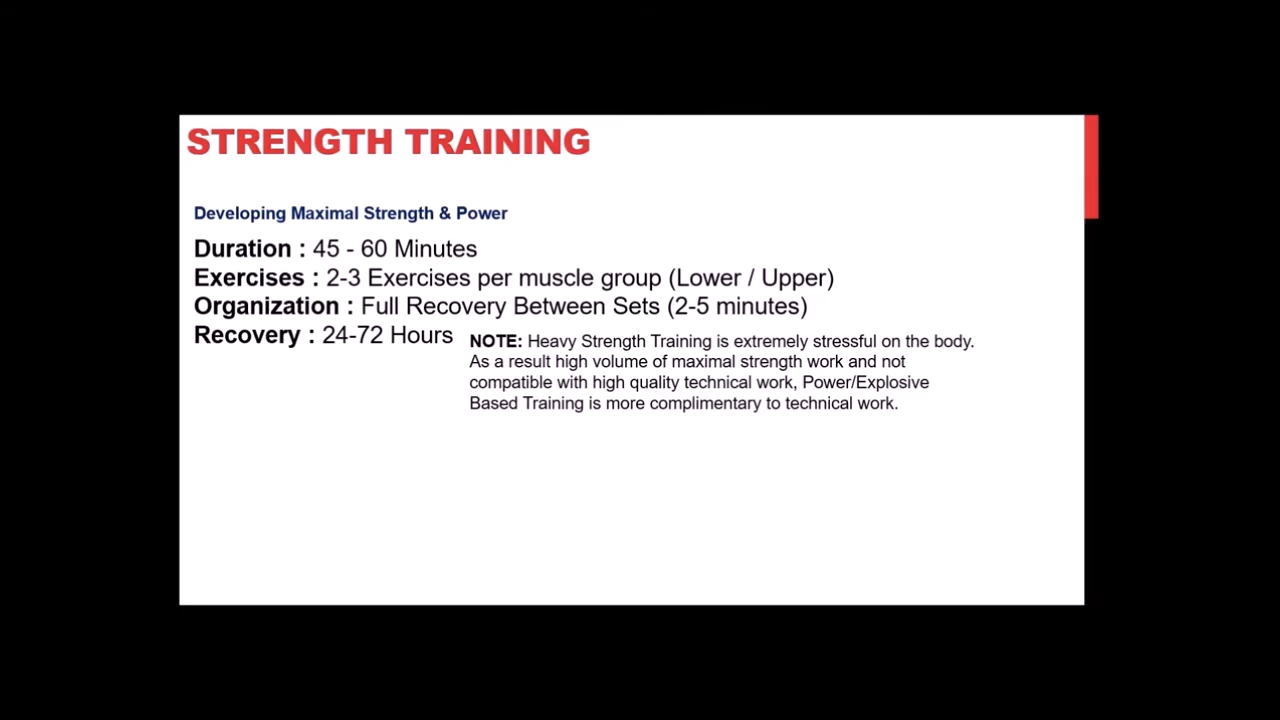 STRENGTH TRAINING
Developing Maximal Strength & Power
Duration : 45 - 60 Minutes
Exercises : 2-3 Exercises per muscle group (Lower / Upper)
Organization : Full Recovery Between Sets (2-5 minutes)
Recovery : 24-72 Hours
NOTE: Heavy Strength Training is extremely stressful on the body.
As a result high volume of maximal strength work and not
compatible with high quality technical work, Power/Explosive
Based Training is more complimentary to technical work.